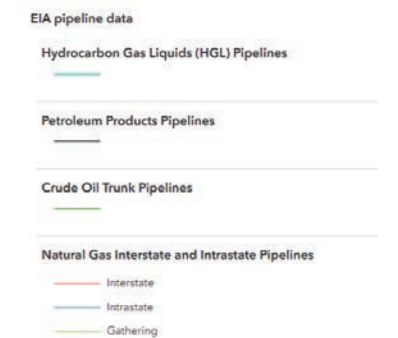 EIA pipeline data
Hydrocarbon Gas Liquids (HGL) Pipelines
Petroleum Products Pipelines
Crude Oil Trunk Pipelines
Natural Gas Interstate and Intrastate Pipelines
Interstate
Intrastate
Gathering